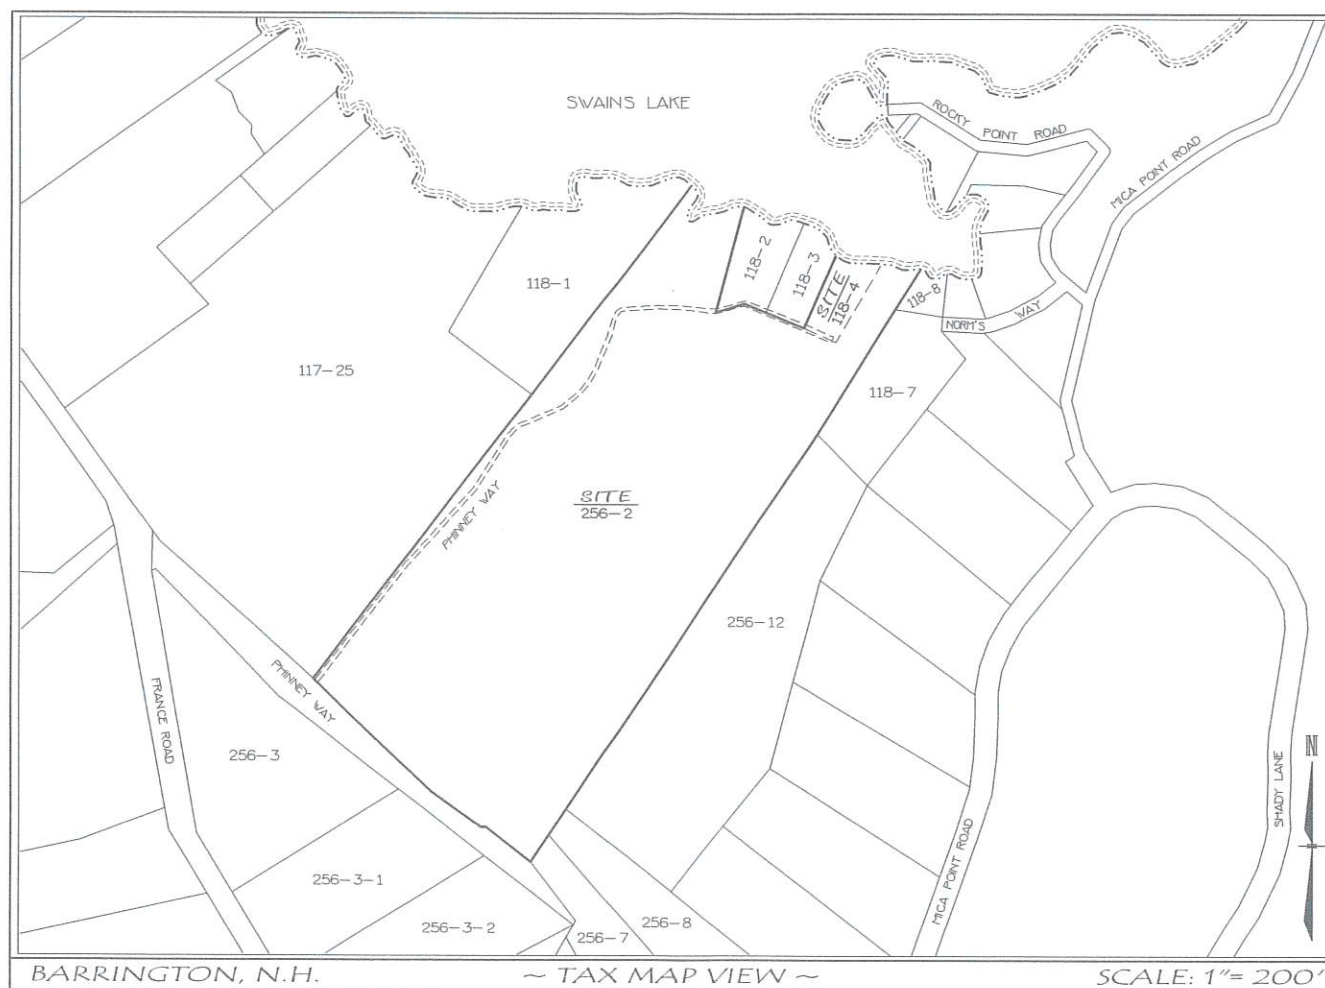 SWAINS LAKE
ROCKY POINT ROAD
MICA POINT ROAD
118-1
118-2
118-3
SITE
118-4
118-8
NORM'S WAY
117-25
118-7
SITE
256-2
PHINNEY WAY
256-12
PHINNEY WAY
FRANCE ROAD
256-3
N
SHADY LANE
MICA POINT ROAD
256-3-1
256-3-2
256-7
256-8
BARRINGTON, N.H.
~ TAX MAP VIEW ~
SCALE: 1"= 200'